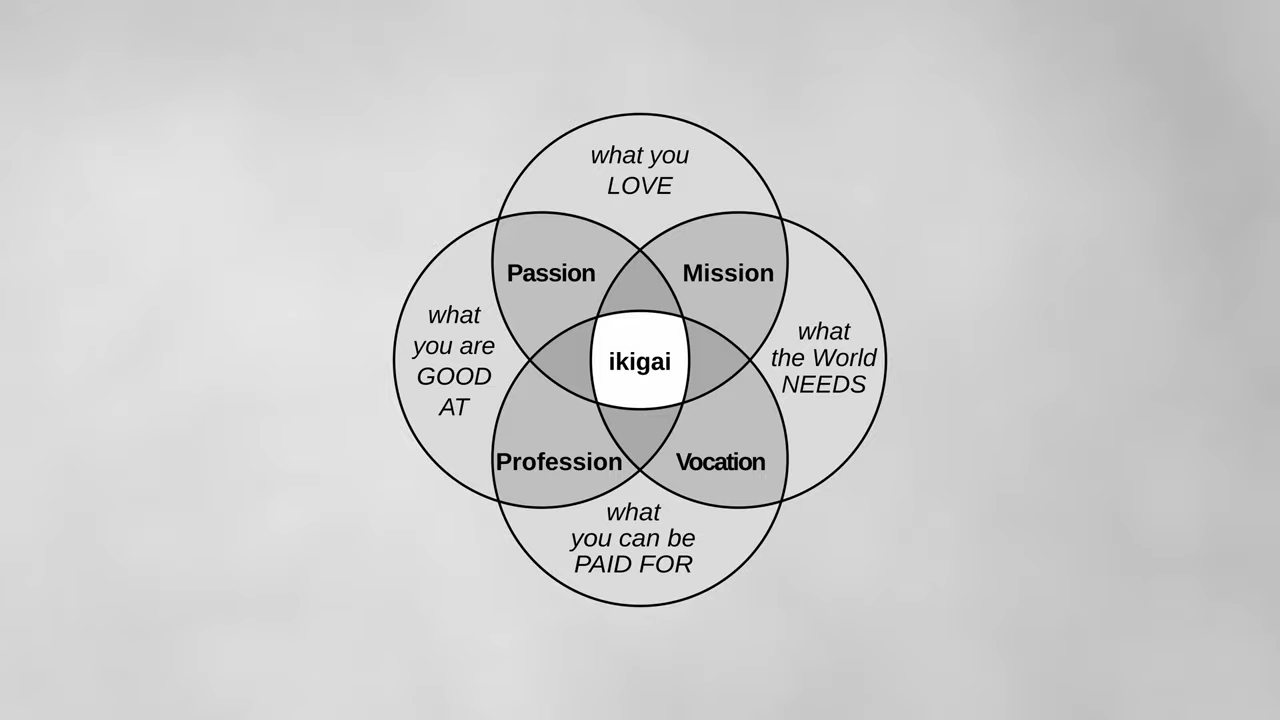 what you
LOVE
Passion
Mission
what
you are
GOOD
AT
ikigai
what
the World
NEEDS
Profession
Vocation
what
you can be
PAID FOR